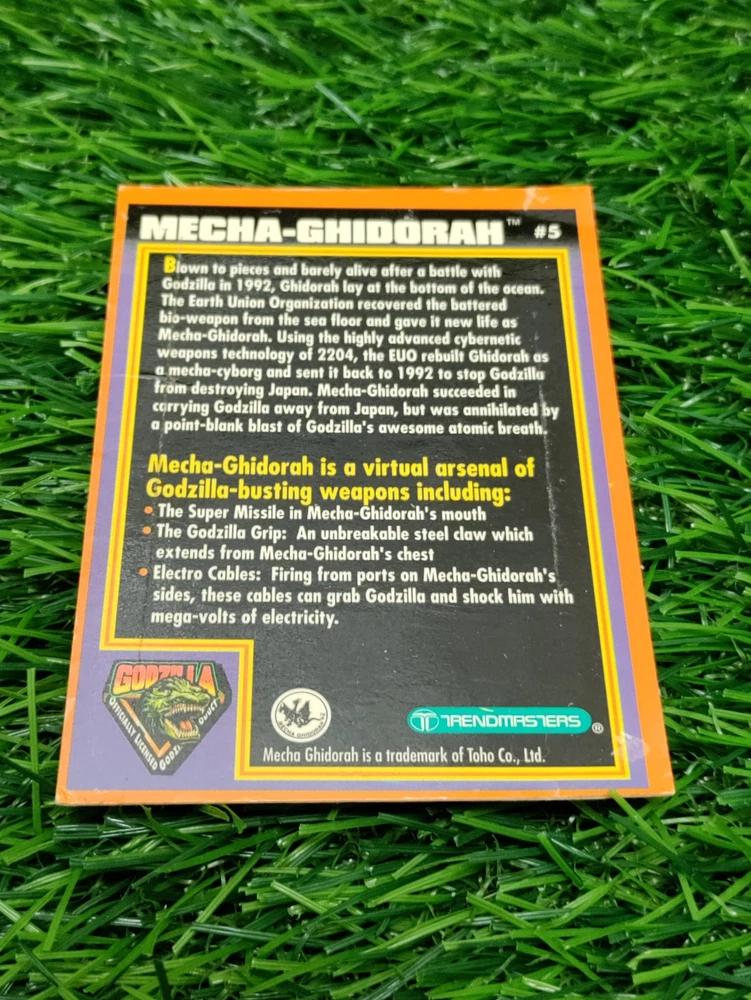 MECHA-GHIDORAH™ #5
Blown to pieces and barely alive after a battle with
Godzilla in 1992, Ghidorah lay at the bottom of the ocean.
The Earth Union Organization recovered the battered
bio-weapon from the sea floor and gave it new life as
Mecha-Ghidorah. Using the highly advanced cybernetic
weapons technology of 2204, the EUO rebuilt Ghidorah as
a mecha-cyborg and sent it back to 1992 to stop Godzilla
from destroying Japan. Mecha-Ghidorah succeeded in
carrying Godzilla away from Japan, but was annihilated by
a point-blank blast of Godzilla's awesome atomic breath.
Mecha-Ghidorah is a virtual arsenal of
Godzilla-busting weapons including:
• The Super Missile in Mecha-Ghidorah's mouth
• The Godzilla Grip: An unbreakable steel claw which
extends from Mecha-Ghidorah's chest
• Electro Cables: Firing from ports on Mecha-Ghidorah's
sides, these cables can grab Godzilla and shock him with
mega-volts of electricity.
GODZILLA
OFFICIALLY LICENSED GODZILLA PRODUCT
MECHA GHIDORAH
TRENDMASTERS®
Mecha Ghidorah is a trademark of Toho Co., Ltd.